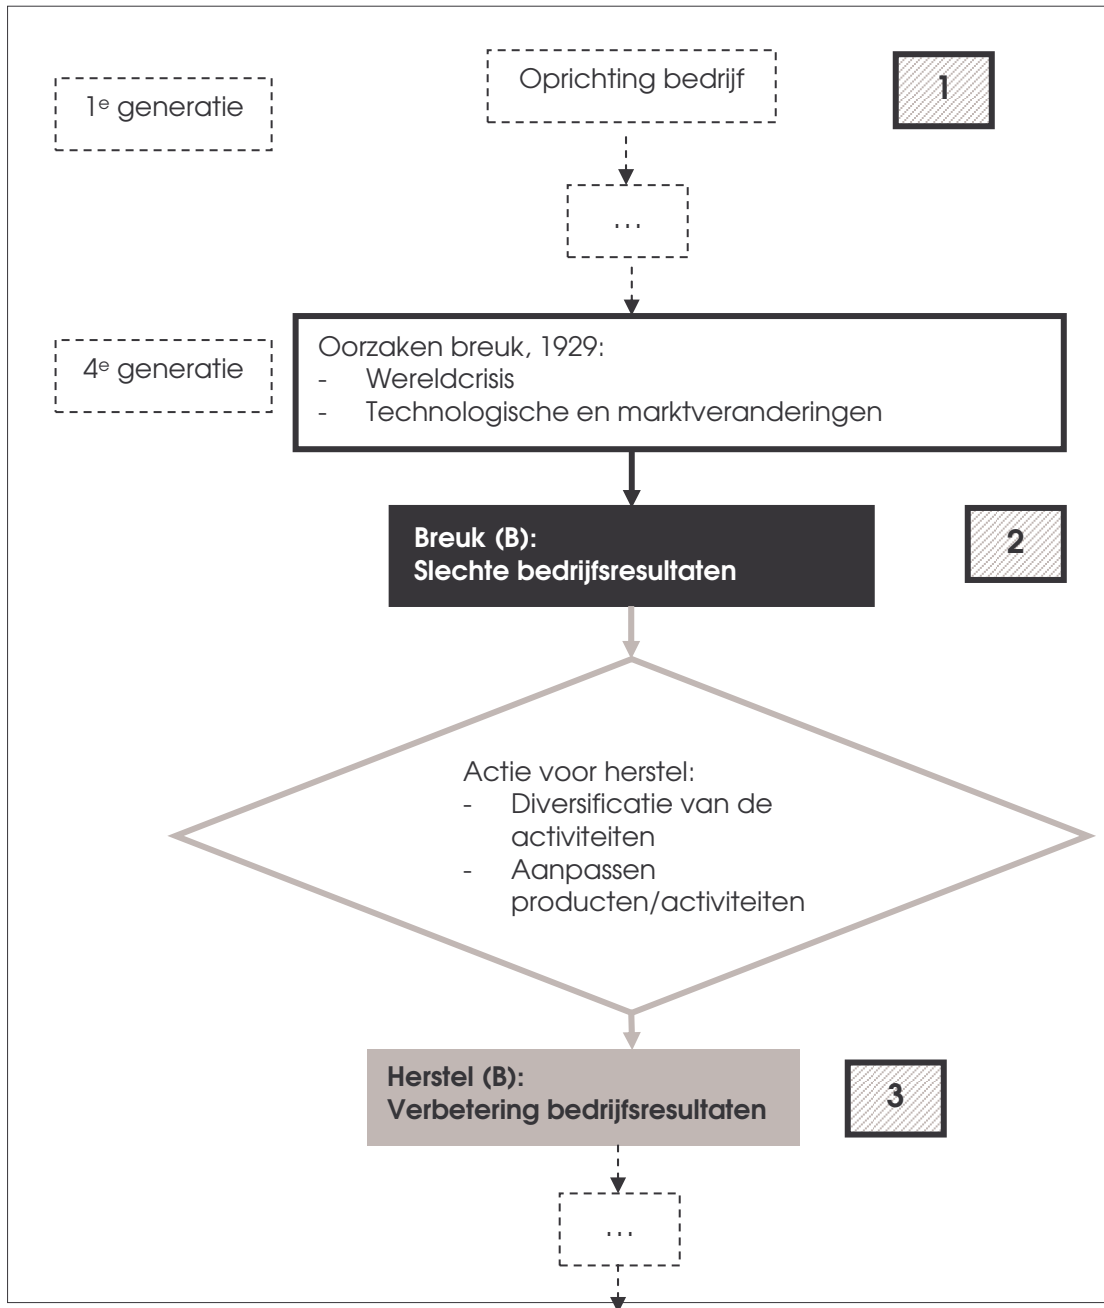 Oprichting bedrijf
1
1e generatie
…
4e generatie
Oorzaken breuk, 1929:
- Wereldcrisis
- Technologische en marktveranderingen
Breuk (B):
Slechte bedrijfsresultaten
2
Actie voor herstel:
- Diversificatie van de
activiteiten
- Aanpassen
producten/activiteiten
Herstel (B):
Verbetering bedrijfsresultaten
3
…